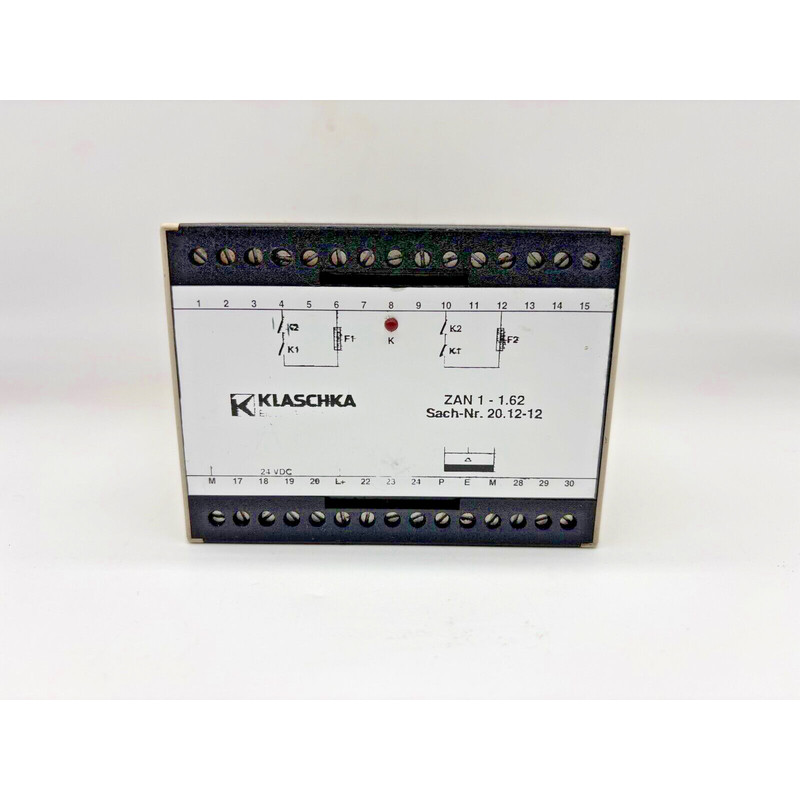 1 2 3 4 5 6 7 8 9 10 11 12 13 14 15
K2 F1 K2 F2
K1 K K1
KLASCHKA
ZAN 1 - 1.62
Sach-Nr. 20.12-12
24 VDC
M 17 18 19 20 L+ 22 23 24 P E M 28 29 30